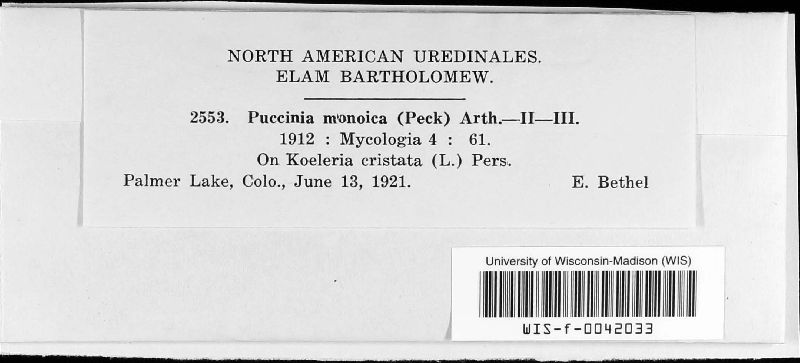 NORTH AMERICAN UREDINALES.
ELAM BARTHOLOMEW.
2553. Puccinia monoica (Peck) Arth.—II—III.
1912 : Mycologia 4 : 61.
On Koeleria cristata (L.) Pers.
Palmer Lake, Colo., June 13, 1921. E. Bethel
University of Wisconsin-Madison (WIS)
WIS-f-0042033